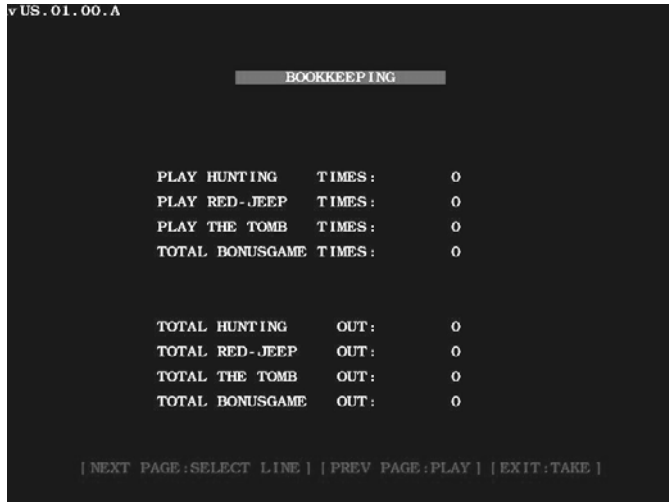 v US.01.00.A
BOOKKEEPING
PLAY HUNTING TIMES: 0
PLAY RED-JEEP TIMES: 0
PLAY THE TOMB TIMES: 0
TOTAL BONUSGAME TIMES: 0
TOTAL HUNTING OUT: 0
TOTAL RED-JEEP OUT: 0
TOTAL THE TOMB OUT: 0
TOTAL BONUSGAME OUT: 0
[NEXT PAGE:SELECT LINE] [PREV PAGE:PLAY] [EXIT:TAKE]